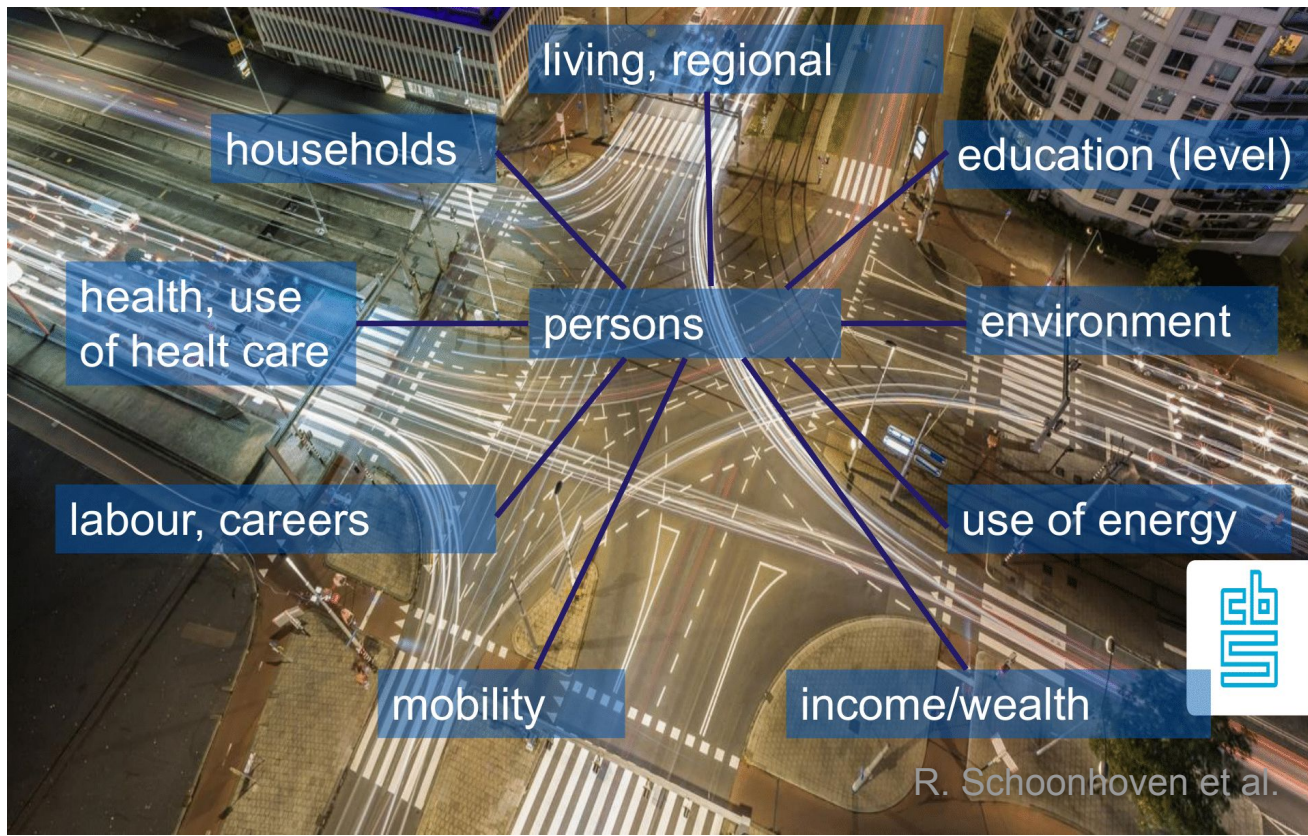 living, regional
households
education (level)
health, use
of healt care
persons
environment
labour, careers
use of energy
cbs
mobility
income/wealth
R. Schoonhoven et al.